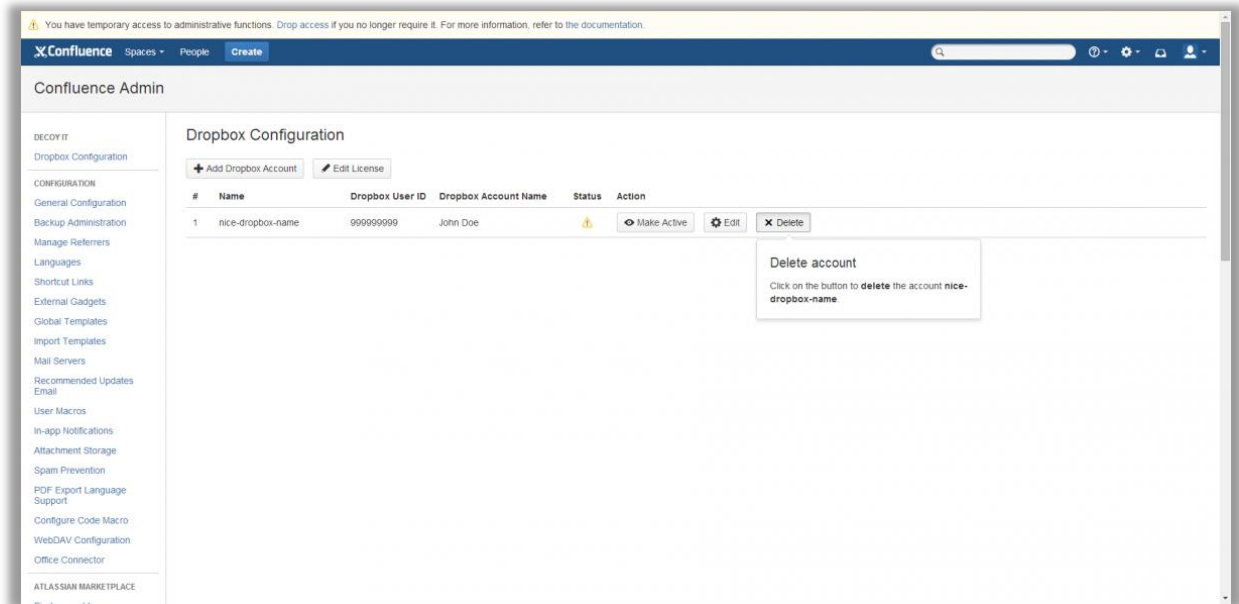 You have temporary access to administrative functions. Drop access if you no longer require it. For more information, refer to the documentation.
Confluence Spaces People Create
Confluence Admin
DECOY IT
Dropbox Configuration
CONFIGURATION
General Configuration
Backup Administration
Manage Referrers
Languages
Shortcut Links
External Gadgets
Global Templates
Import Templates
Mail Servers
Recommended Updates
Email
User Macros
In-app Notifications
Attachment Storage
Spam Prevention
PDF Export Language
Support
Configure Code Macro
WebDAV Configuration
Office Connector
ATLASSIAN MARKETPLACE
Dropbox Configuration
Add Dropbox Account Edit License
# Name Dropbox User ID Dropbox Account Name Status Action
1 nice-dropbox-name 999999999 John Doe Make Active Edit Delete
Delete account
Click on the button to delete the account nice-
dropbox-name.